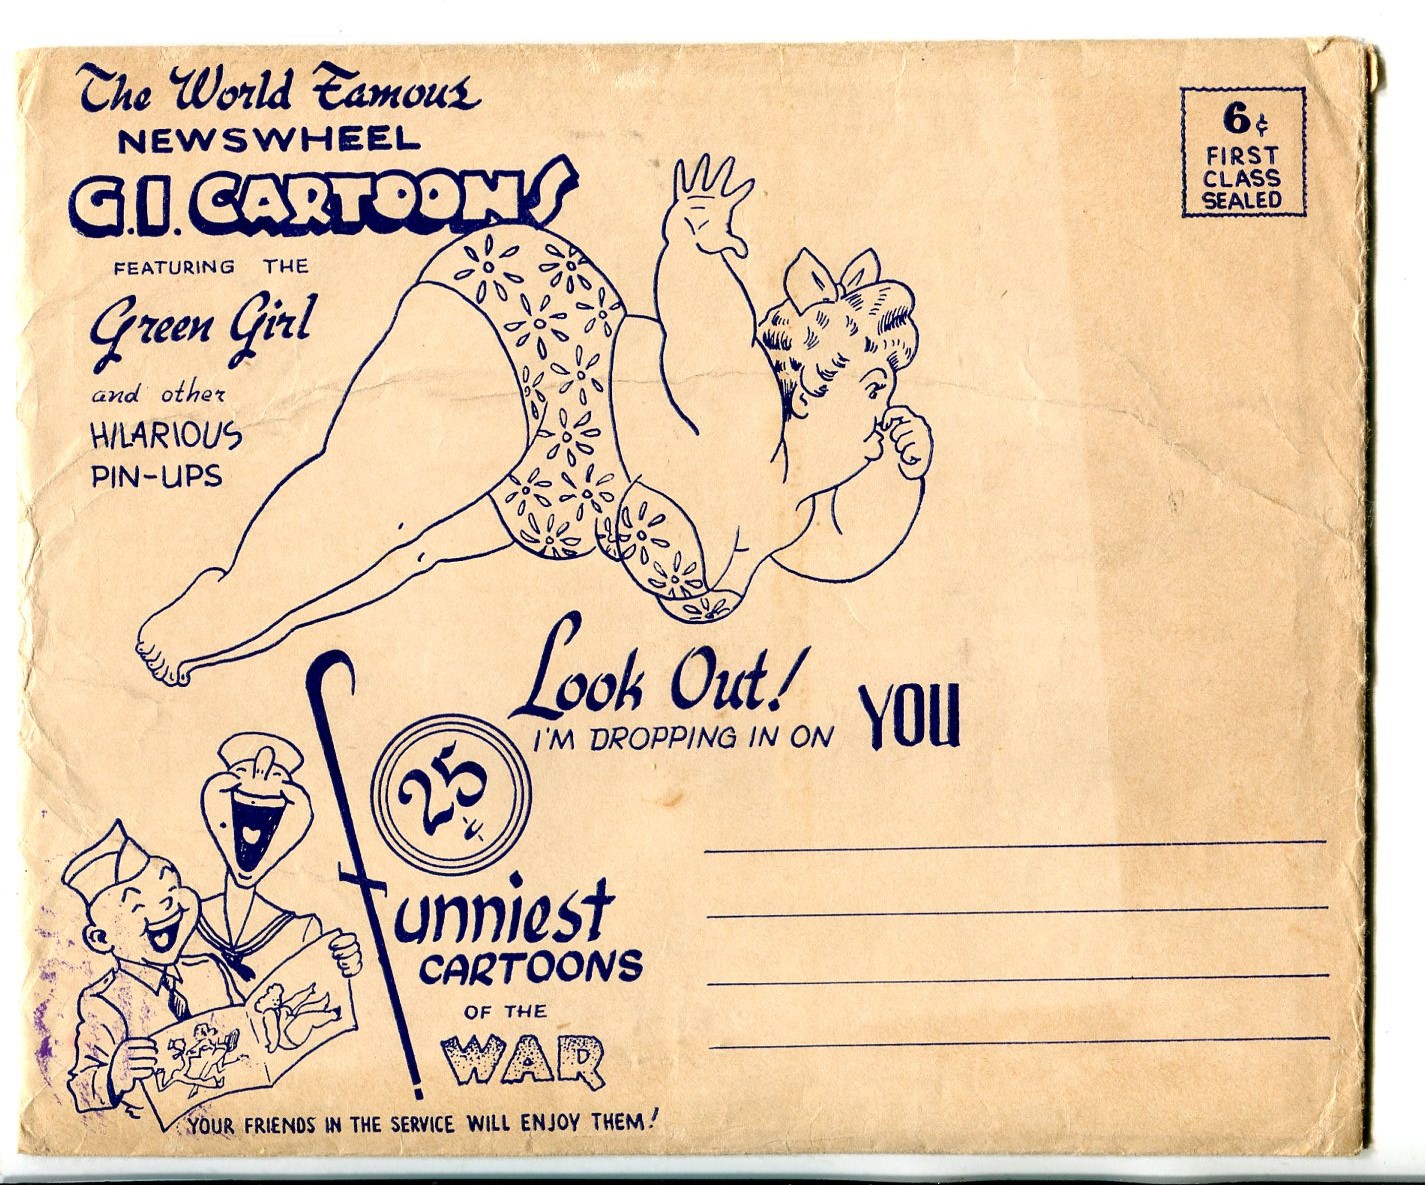 The World Famous
NEWSWHEEL
G.I. CARTOONS
FEATURING THE
Green Girl
and other
HILARIOUS
PIN-UPS
6¢
FIRST
CLASS
SEALED
Look Out!
I'M DROPPING IN ON YOU
25¢
funniest
CARTOONS
OF THE
WAR
YOUR FRIENDS IN THE SERVICE WILL ENJOY THEM!